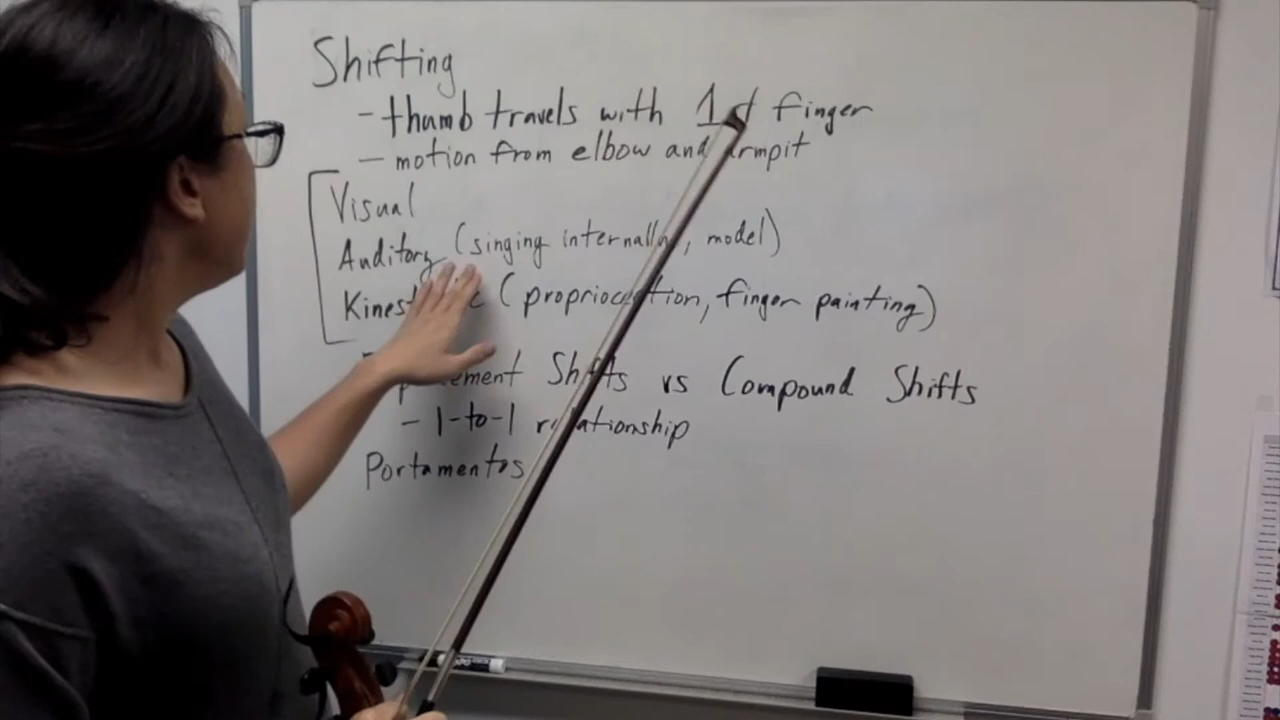 Shifting
- thumb travels with 1st finger
- motion from elbow and armpit
Visual
Auditory (singing internally, model)
Kinesthetic (proprioception, finger painting)
Shifts vs Compound Shifts
- 1-to-1 relationship
Portamentos